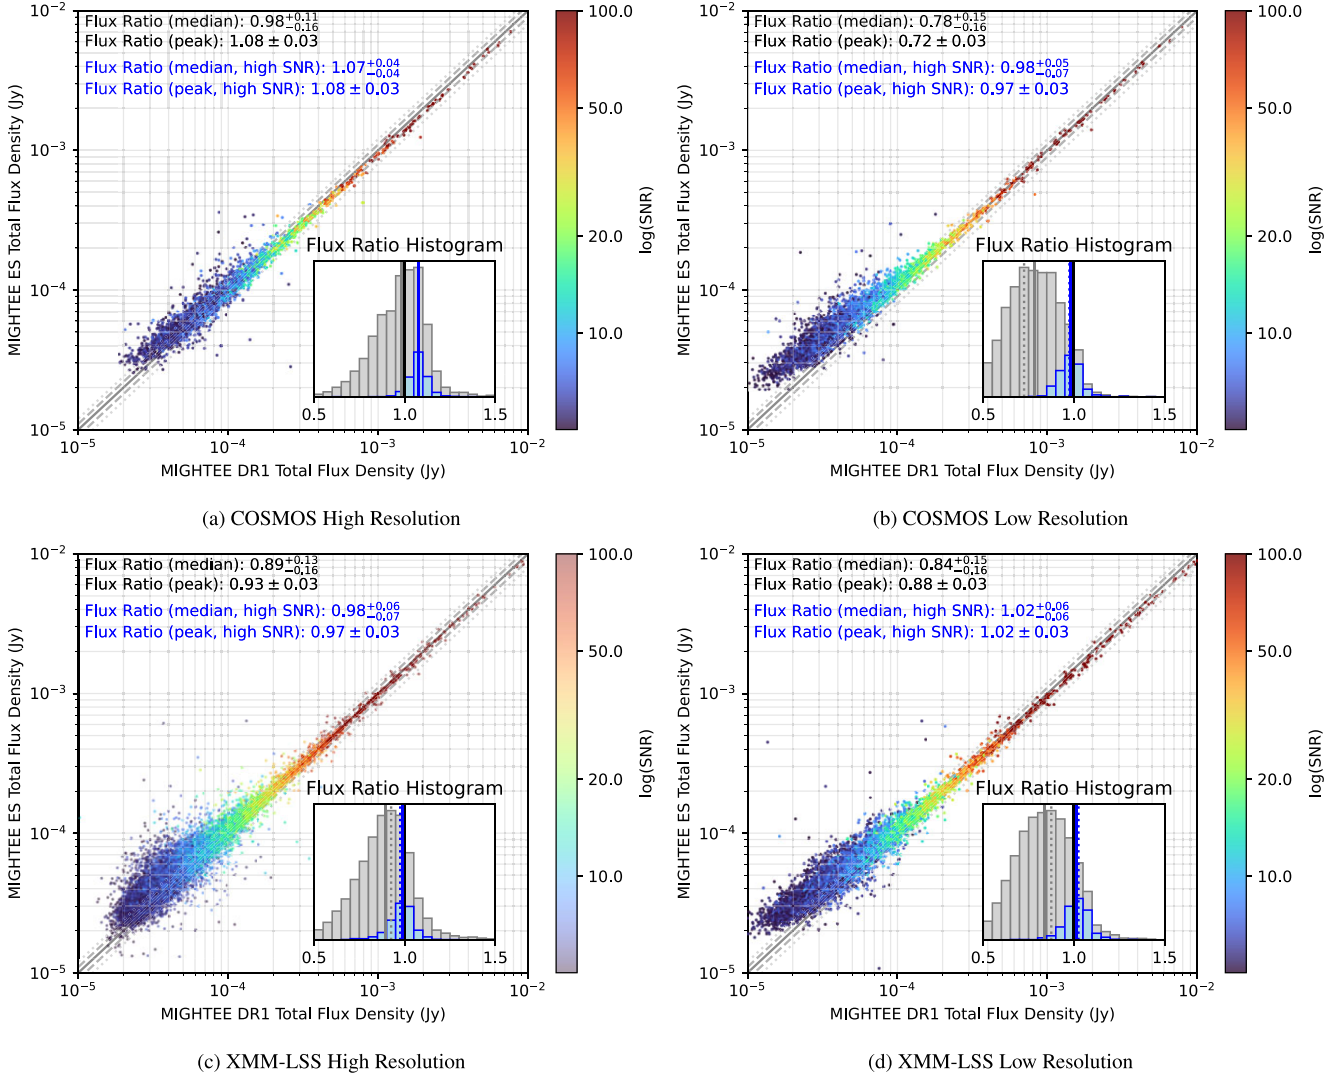 Flux Ratio (median): 0.98^{+0.11}_{-0.16}
Flux Ratio (peak): 1.08 ± 0.03
Flux Ratio (median, high SNR): 1.07^{+0.04}_{-0.04}
Flux Ratio (peak, high SNR): 1.08 ± 0.03
MIGHTEE ES Total Flux Density (Jy)
10^{-2}
10^{-3}
10^{-4}
10^{-5}
Flux Ratio Histogram
0.5 1.0 1.5
10^{-5} 10^{-4} 10^{-3} 10^{-2}
MIGHTEE DR1 Total Flux Density (Jy)
100.0
50.0
20.0
10.0
log(SNR)
(a) COSMOS High Resolution
Flux Ratio (median): 0.78^{+0.15}_{-0.16}
Flux Ratio (peak): 0.72 ± 0.03
Flux Ratio (median, high SNR): 0.98^{+0.05}_{-0.07}
Flux Ratio (peak, high SNR): 0.97 ± 0.03
MIGHTEE ES Total Flux Density (Jy)
10^{-2}
10^{-3}
10^{-4}
10^{-5}
Flux Ratio Histogram
0.5 1.0 1.5
10^{-5} 10^{-4} 10^{-3} 10^{-2}
MIGHTEE DR1 Total Flux Density (Jy)
100.0
50.0
20.0
10.0
log(SNR)
(b) COSMOS Low Resolution
Flux Ratio (median): 0.89^{+0.13}_{-0.16}
Flux Ratio (peak): 0.93 ± 0.03
Flux Ratio (median, high SNR): 0.98^{+0.06}_{-0.07}
Flux Ratio (peak, high SNR): 0.97 ± 0.03
MIGHTEE ES Total Flux Density (Jy)
10^{-2}
10^{-3}
10^{-4}
10^{-5}
Flux Ratio Histogram
0.5 1.0 1.5
10^{-5} 10^{-4} 10^{-3} 10^{-2}
MIGHTEE DR1 Total Flux Density (Jy)
100.0
50.0
20.0
10.0
log(SNR)
(c) XMM-LSS High Resolution
Flux Ratio (median): 0.84^{+0.15}_{-0.16}
Flux Ratio (peak): 0.88 ± 0.03
Flux Ratio (median, high SNR): 1.02^{+0.06}_{-0.06}
Flux Ratio (peak, high SNR): 1.02 ± 0.03
MIGHTEE ES Total Flux Density (Jy)
10^{-2}
10^{-3}
10^{-4}
10^{-5}
Flux Ratio Histogram
0.5 1.0 1.5
10^{-5} 10^{-4} 10^{-3} 10^{-2}
MIGHTEE DR1 Total Flux Density (Jy)
100.0
50.0
20.0
10.0
log(SNR)
(d) XMM-LSS Low Resolution